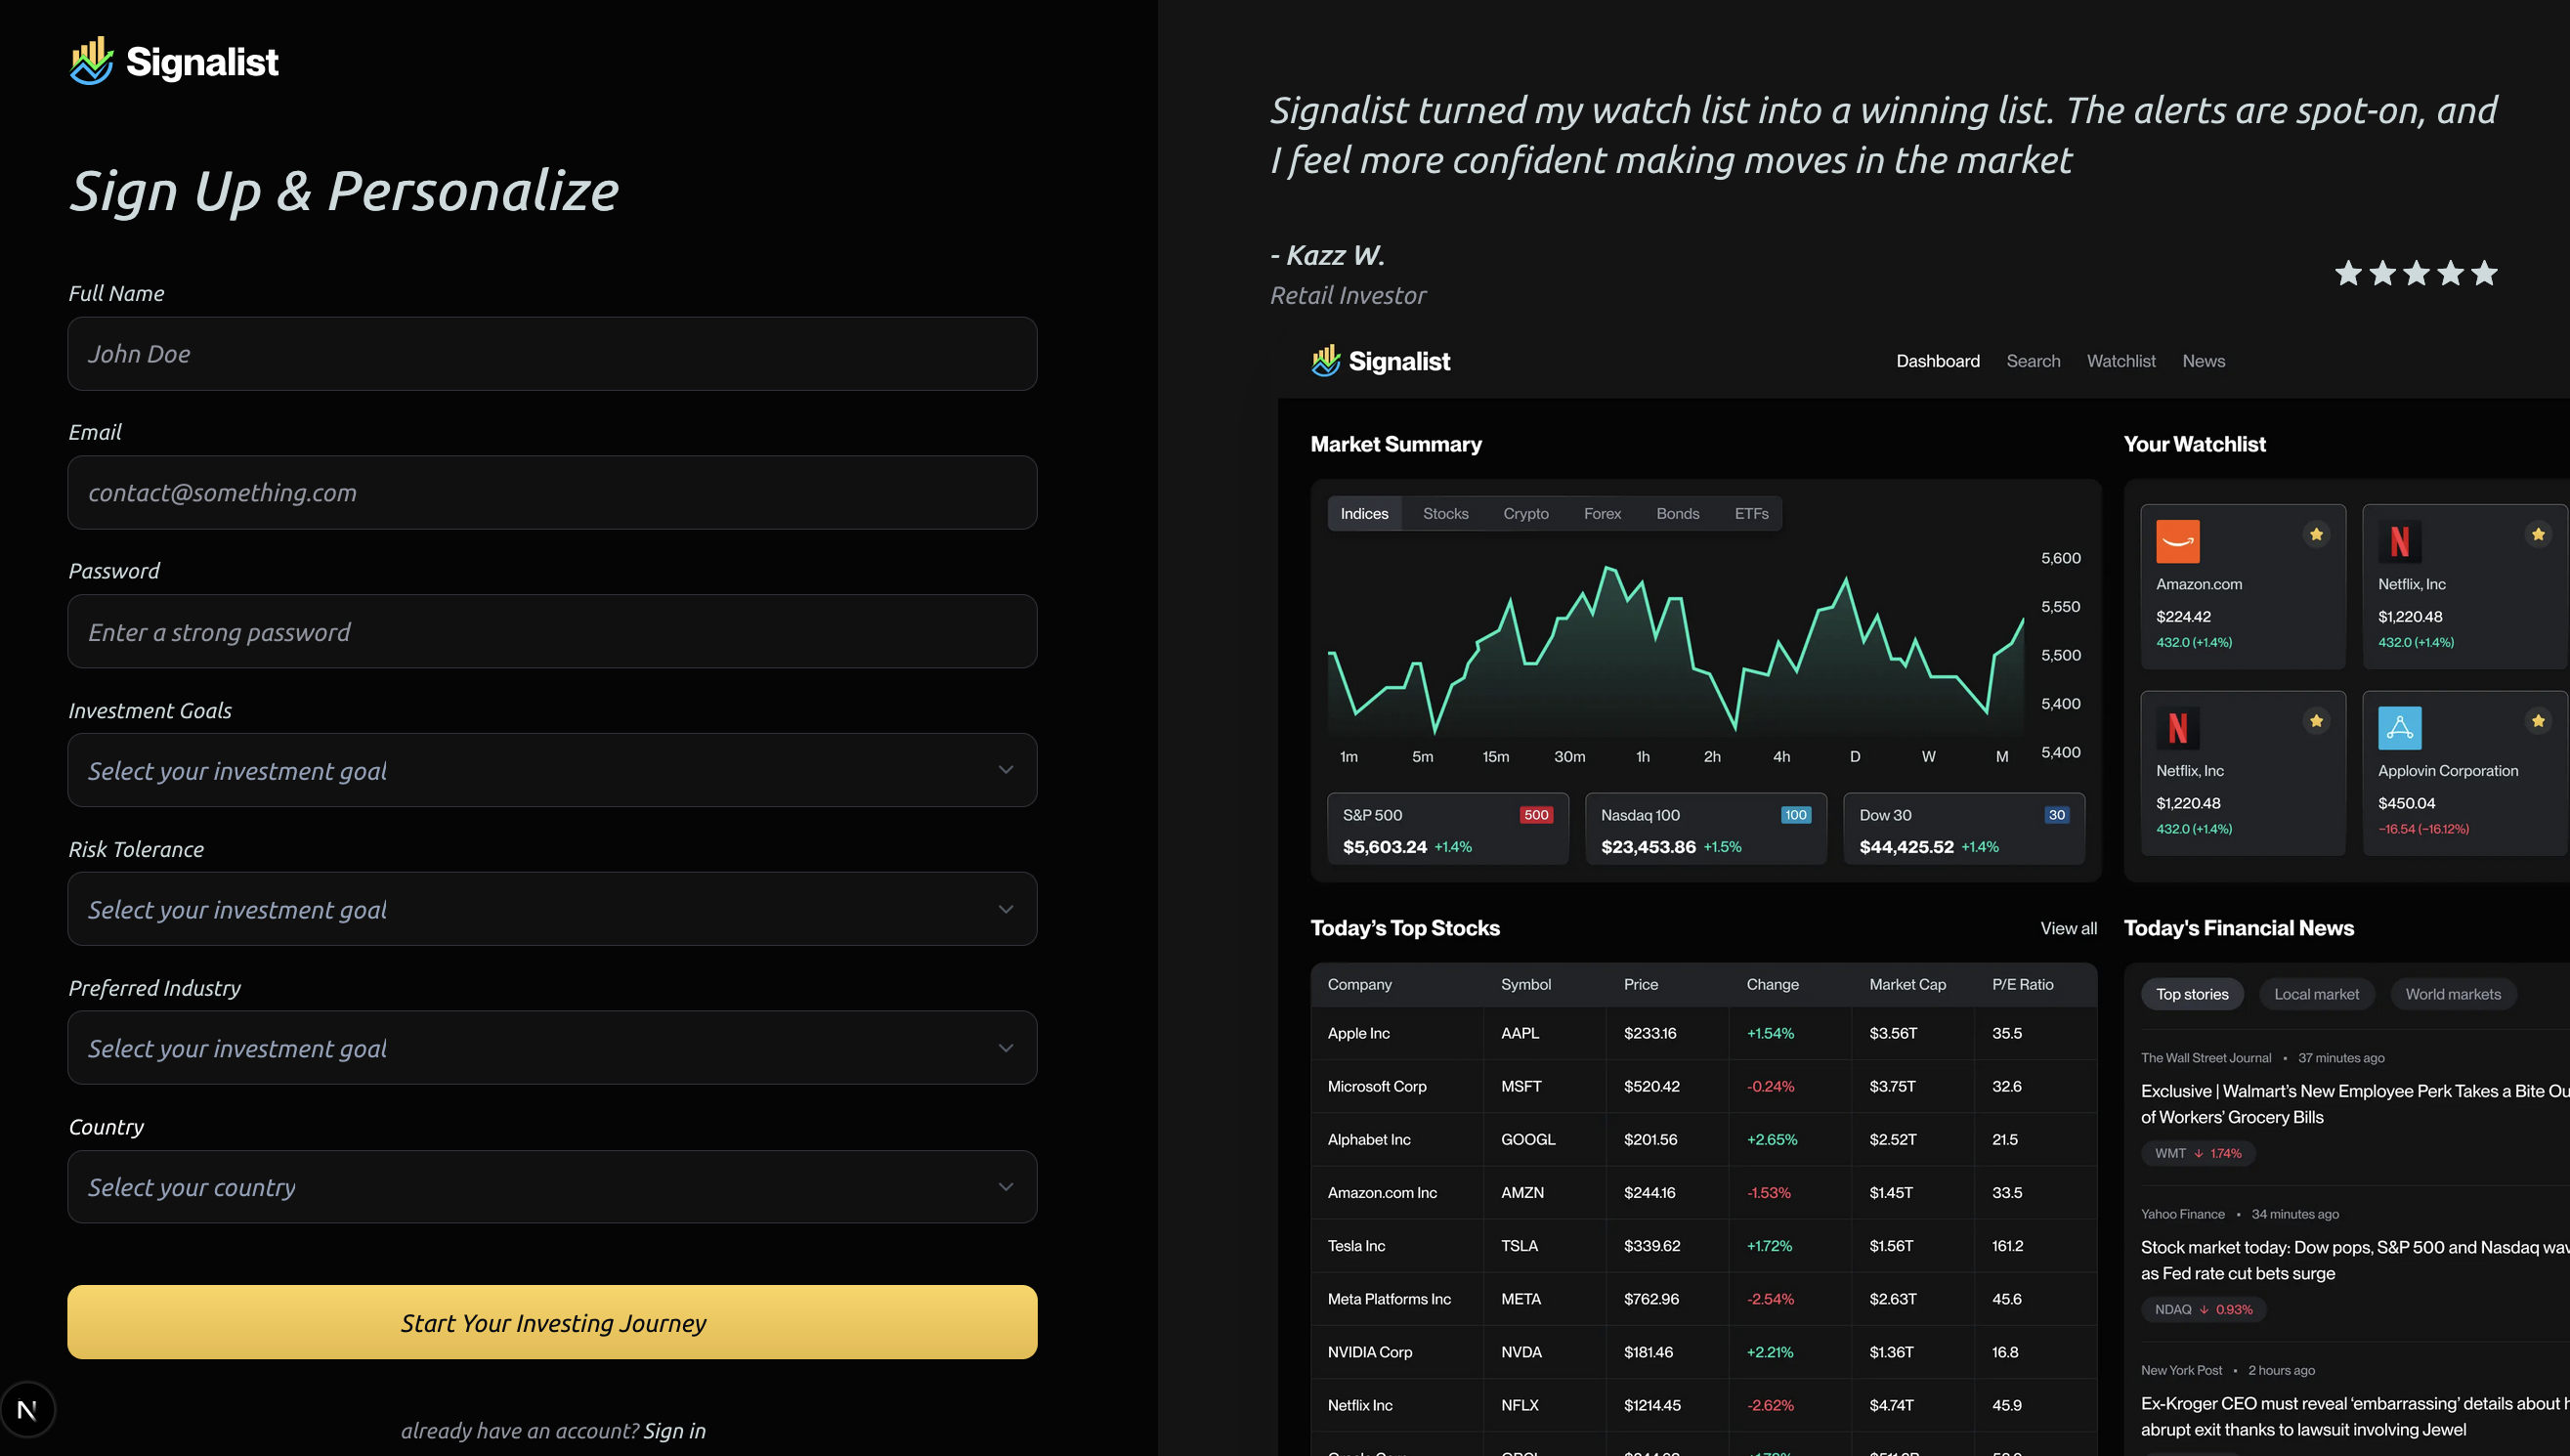 Signalist
Sign Up & Personalize
Full Name
John Doe
Email
contact@something.com
Password
Enter a strong password
Investment Goals
Select your investment goal
Risk Tolerance
Select your investment goal
Preferred Industry
Select your investment goal
Country
Select your country
Start Your Investing Journey
already have an account? Sign in
N
Signalist turned my watch list into a winning list. The alerts are spot-on, and
I feel more confident making moves in the market
- Kazz W.
Retail Investor
Signalist
Dashboard Search Watchlist News
Market Summary
Indices Stocks Crypto Forex Bonds ETFs
5,600
5,550
5,500
5,400
5,400
1m 5m 15m 30m 1h 2h 4h D W M
S&P 500 500
$5,603.24 +1.4%
Nasdaq 100 100
$23,453.86 +1.5%
Dow 30 30
$44,425.52 +1.4%
Your Watchlist
Amazon.com
$224.42
432.0 (+1.4%)
N
Netflix, Inc
$1,220.48
432.0 (+1.4%)
N
Netflix, Inc
$1,220.48
432.0 (+1.4%)
Applovin Corporation
$450.04
−16.54 (−16.12%)
Today's Top Stocks View all
Company Symbol Price Change Market Cap P/E Ratio
Apple Inc AAPL $233.16 +1.54% $3.56T 35.5
Microsoft Corp MSFT $520.42 -0.24% $3.75T 32.6
Alphabet Inc GOOGL $201.56 +2.65% $2.52T 21.5
Amazon.com Inc AMZN $244.16 -1.53% $1.45T 33.5
Tesla Inc TSLA $339.62 +1.72% $1.56T 161.2
Meta Platforms Inc META $762.96 -2.54% $2.63T 45.6
NVIDIA Corp NVDA $181.46 +2.21% $1.36T 16.8
Netflix Inc NFLX $1214.45 -2.62% $4.74T 45.9
Today's Financial News
Top stories Local market World markets
The Wall Street Journal • 37 minutes ago
Exclusive | Walmart's New Employee Perk Takes a Bite Ou
of Workers' Grocery Bills
WMT ↓ 1.74%
Yahoo Finance • 34 minutes ago
Stock market today: Dow pops, S&P 500 and Nasdaq wav
as Fed rate cut bets surge
NDAQ ↓ 0.93%
New York Post • 2 hours ago
Ex-Kroger CEO must reveal 'embarrassing' details about h
abrupt exit thanks to lawsuit involving Jewel